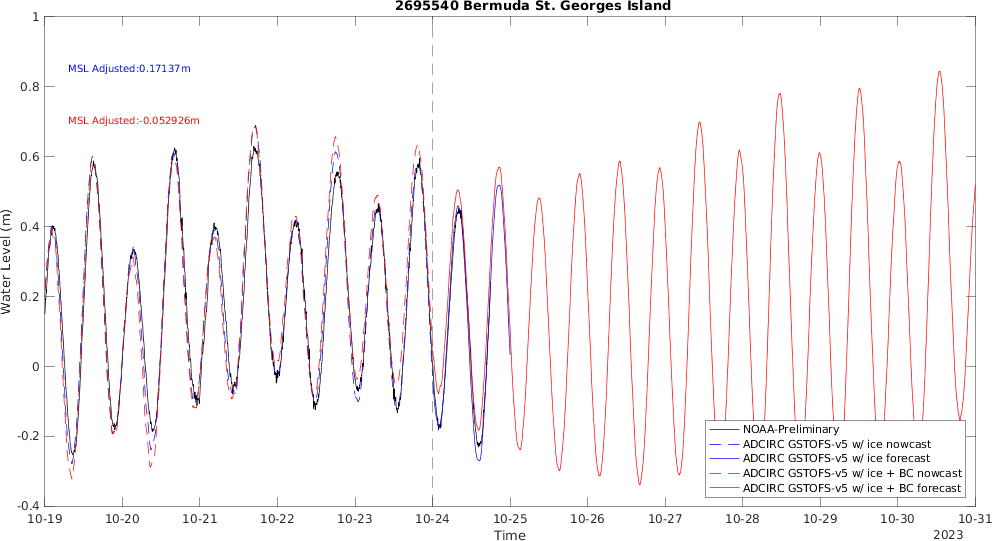 2695540 Bermuda St. Georges Island
MSL Adjusted:0.17137m
MSL Adjusted:-0.052926m
Water Level (m)
1
0.8
0.6
0.4
0.2
0
-0.2
-0.4
NOAA-Preliminary
ADCIRC GSTOFS-v5 w/ ice nowcast
ADCIRC GSTOFS-v5 w/ ice forecast
ADCIRC GSTOFS-v5 w/ ice + BC nowcast
ADCIRC GSTOFS-v5 w/ ice + BC forecast
10-19 10-20 10-21 10-22 10-23 10-24 10-25 10-26 10-27 10-28 10-29 10-30 10-31
Time
2023